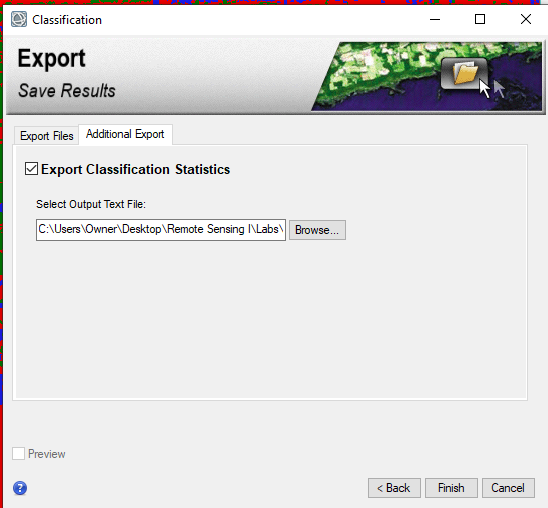 Classification
Export
Save Results
Export Files
Additional Export
Export Classification Statistics
Select Output Text File:
C:\Users\Owner\Desktop\Remote Sensing I\Labs\
Browse...
Preview
?
< Back
Finish
Cancel